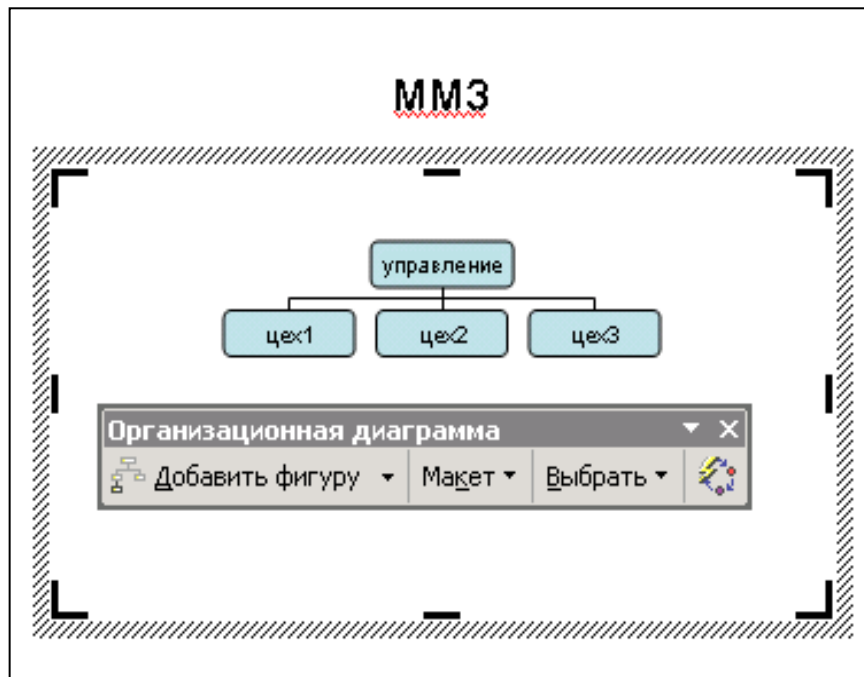 ММЗ
управление
цех1 цех2 цех3
Организационная диаграмма
Добавить фигуру Макет Выбрать